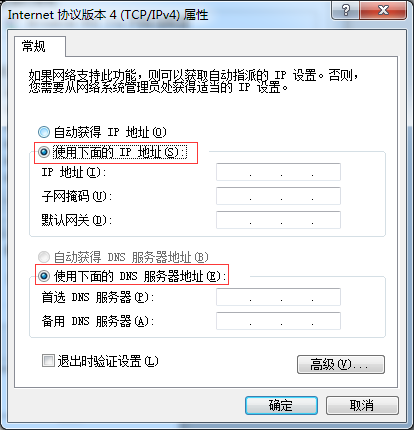 Internet 协议版本 4 (TCP/IPv4) 属性
常规
如果网络支持此功能，则可以获取自动指派的 IP 设置。否则，
您需要从网络系统管理员处获得适当的 IP 设置。
自动获得 IP 地址(O)
使用下面的 IP 地址(S):
IP 地址(I):
子网掩码(U):
默认网关(D):
自动获得 DNS 服务器地址(B)
使用下面的 DNS 服务器地址(E):
首选 DNS 服务器(P):
备用 DNS 服务器(A):
退出时验证设置(L)
高级(V)...
确定
取消